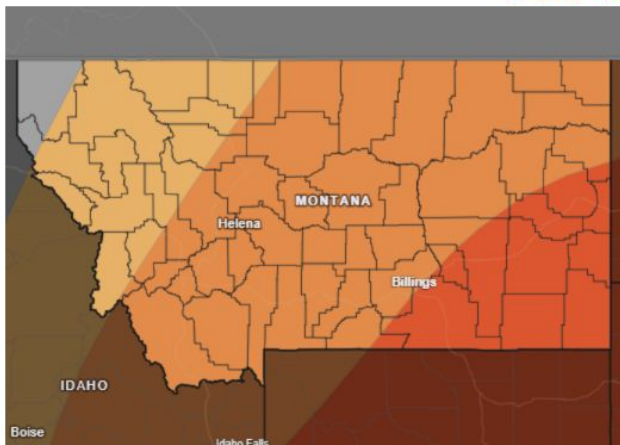 MONTANA
Helena
Billings
IDAHO
Boise
Idaho Falls